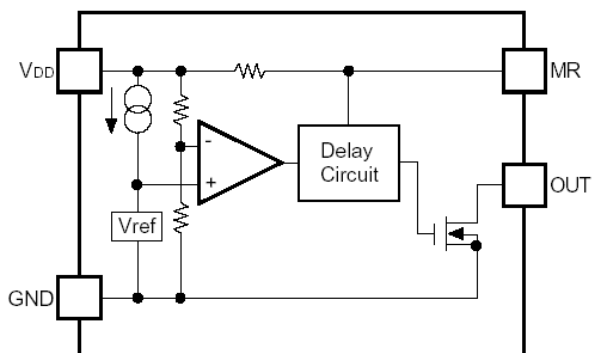 VDD
MR
-
+
Delay
Circuit
OUT
Vref
GND